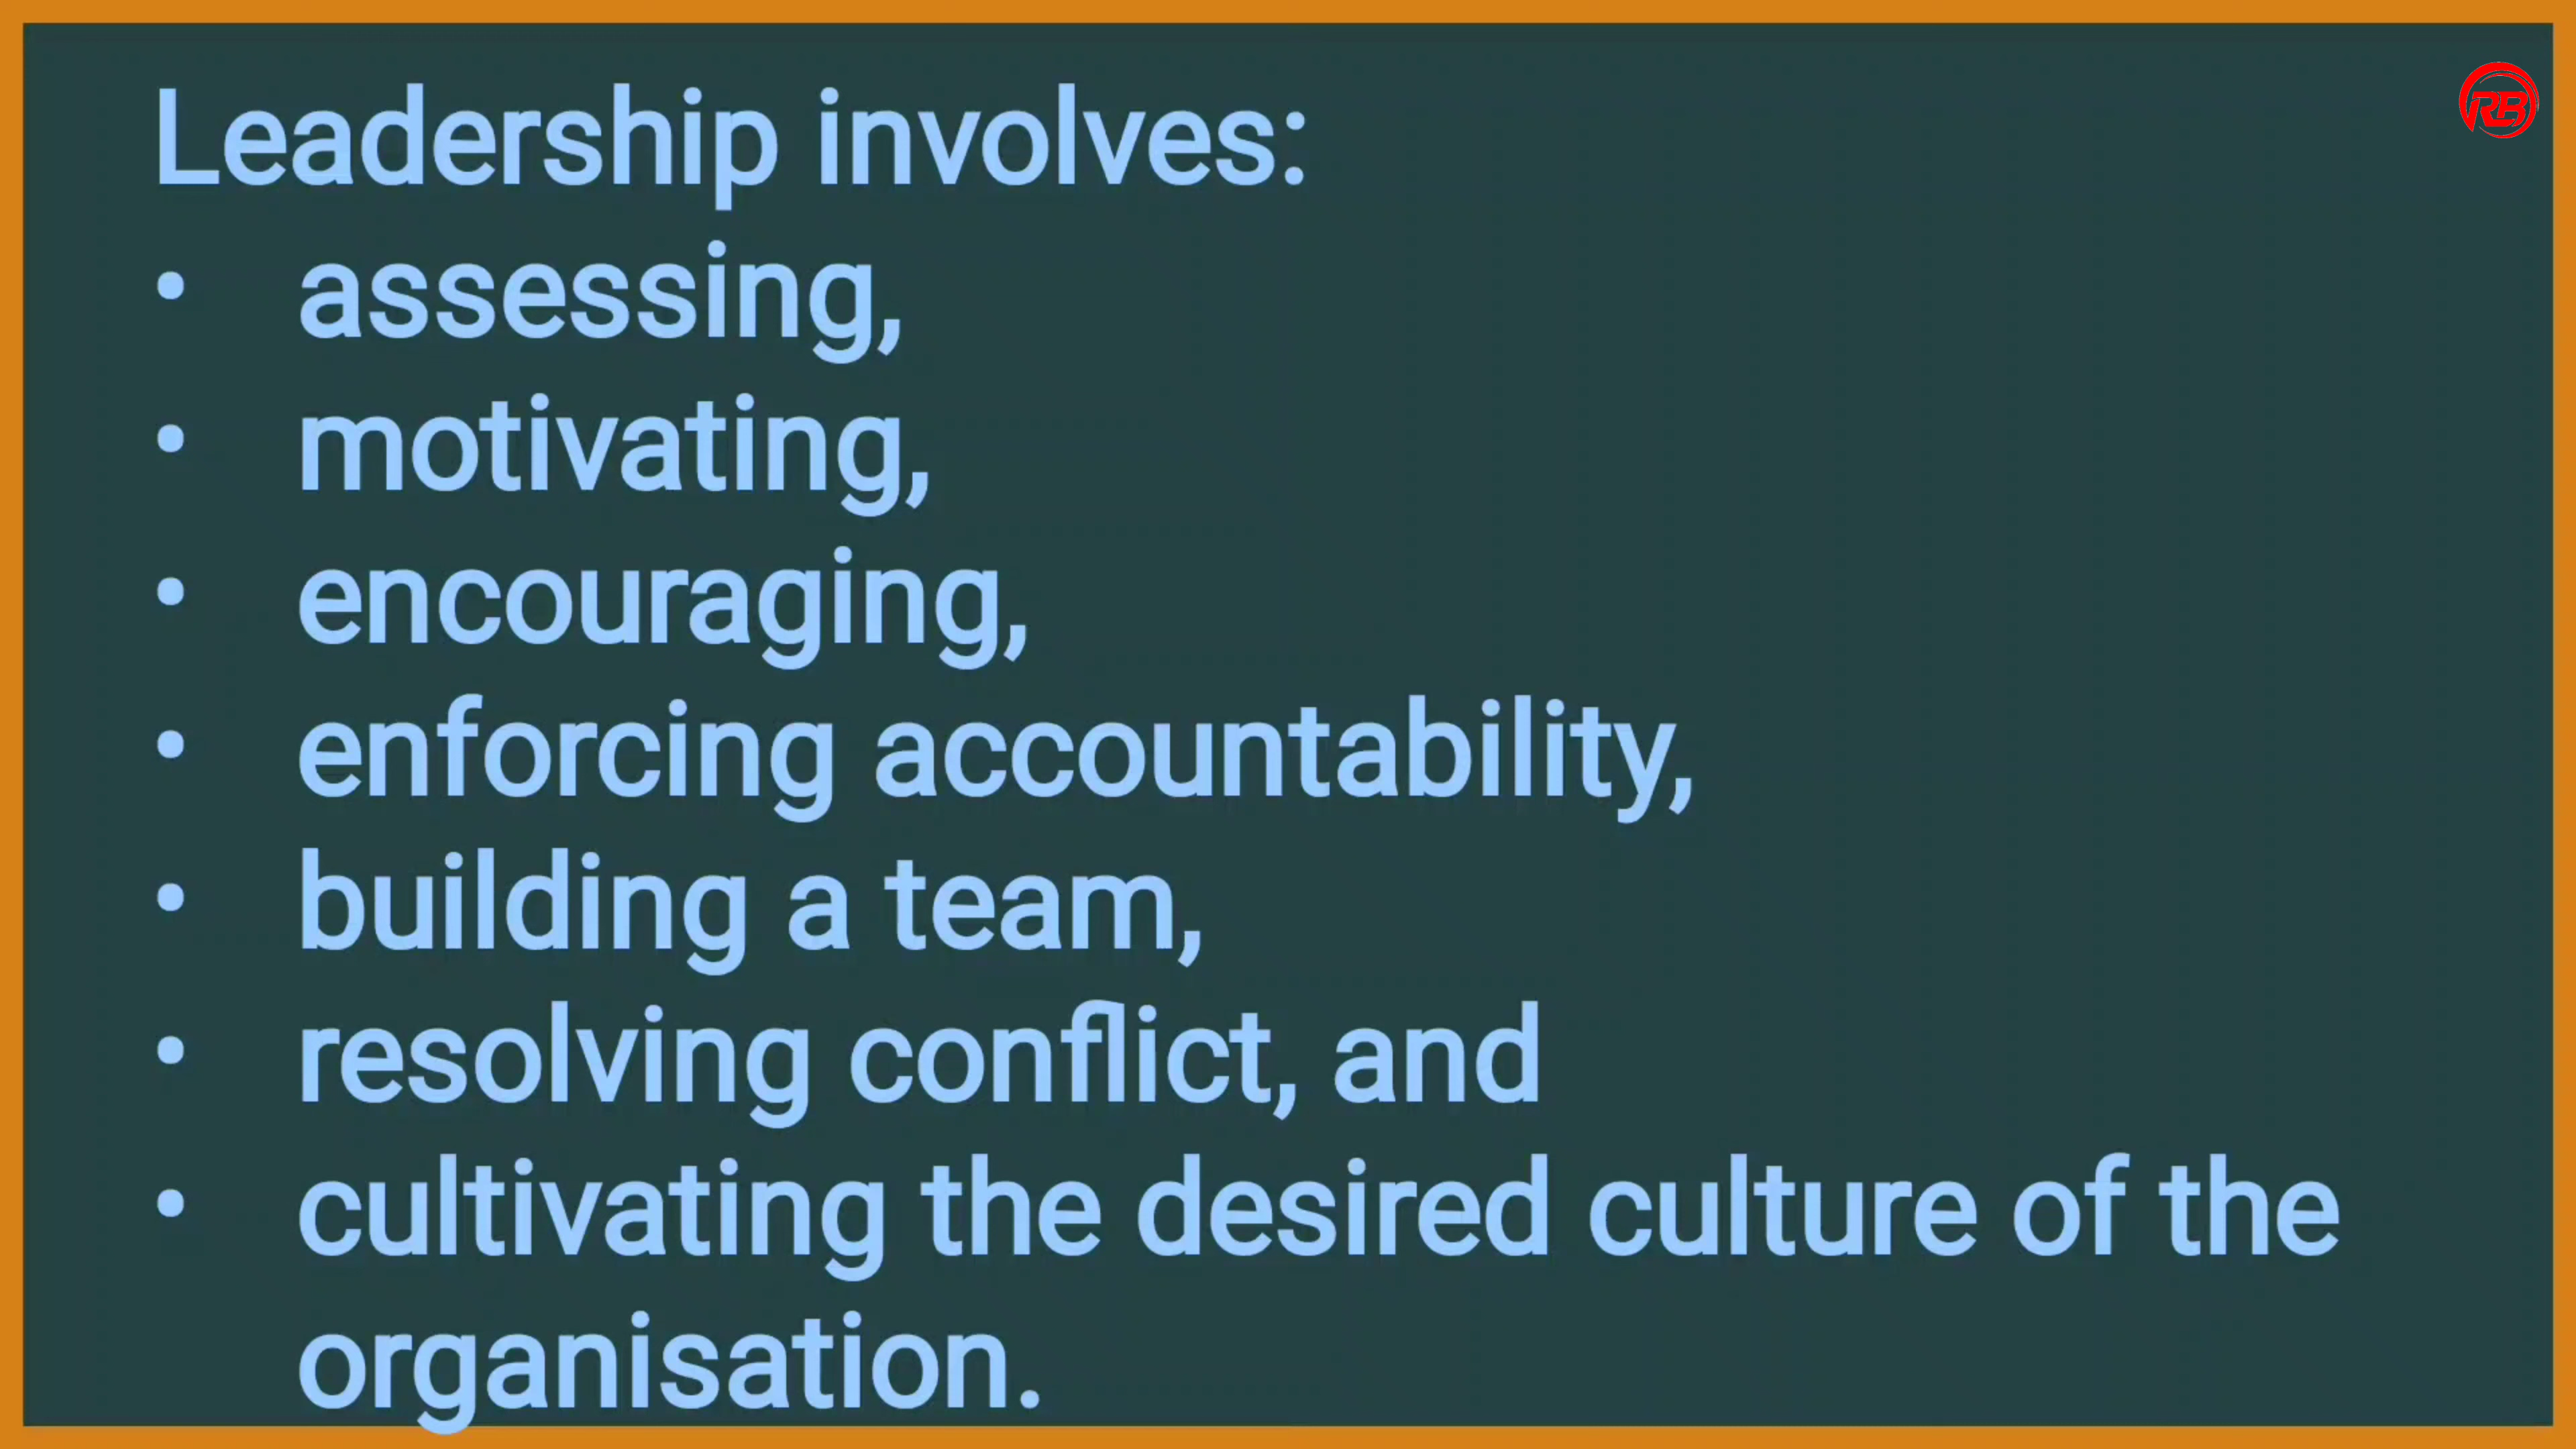 Leadership involves:
• assessing,
• motivating,
• encouraging,
• enforcing accountability,
• building a team,
• resolving conflict, and
• cultivating the desired culture of the
organisation.
RB